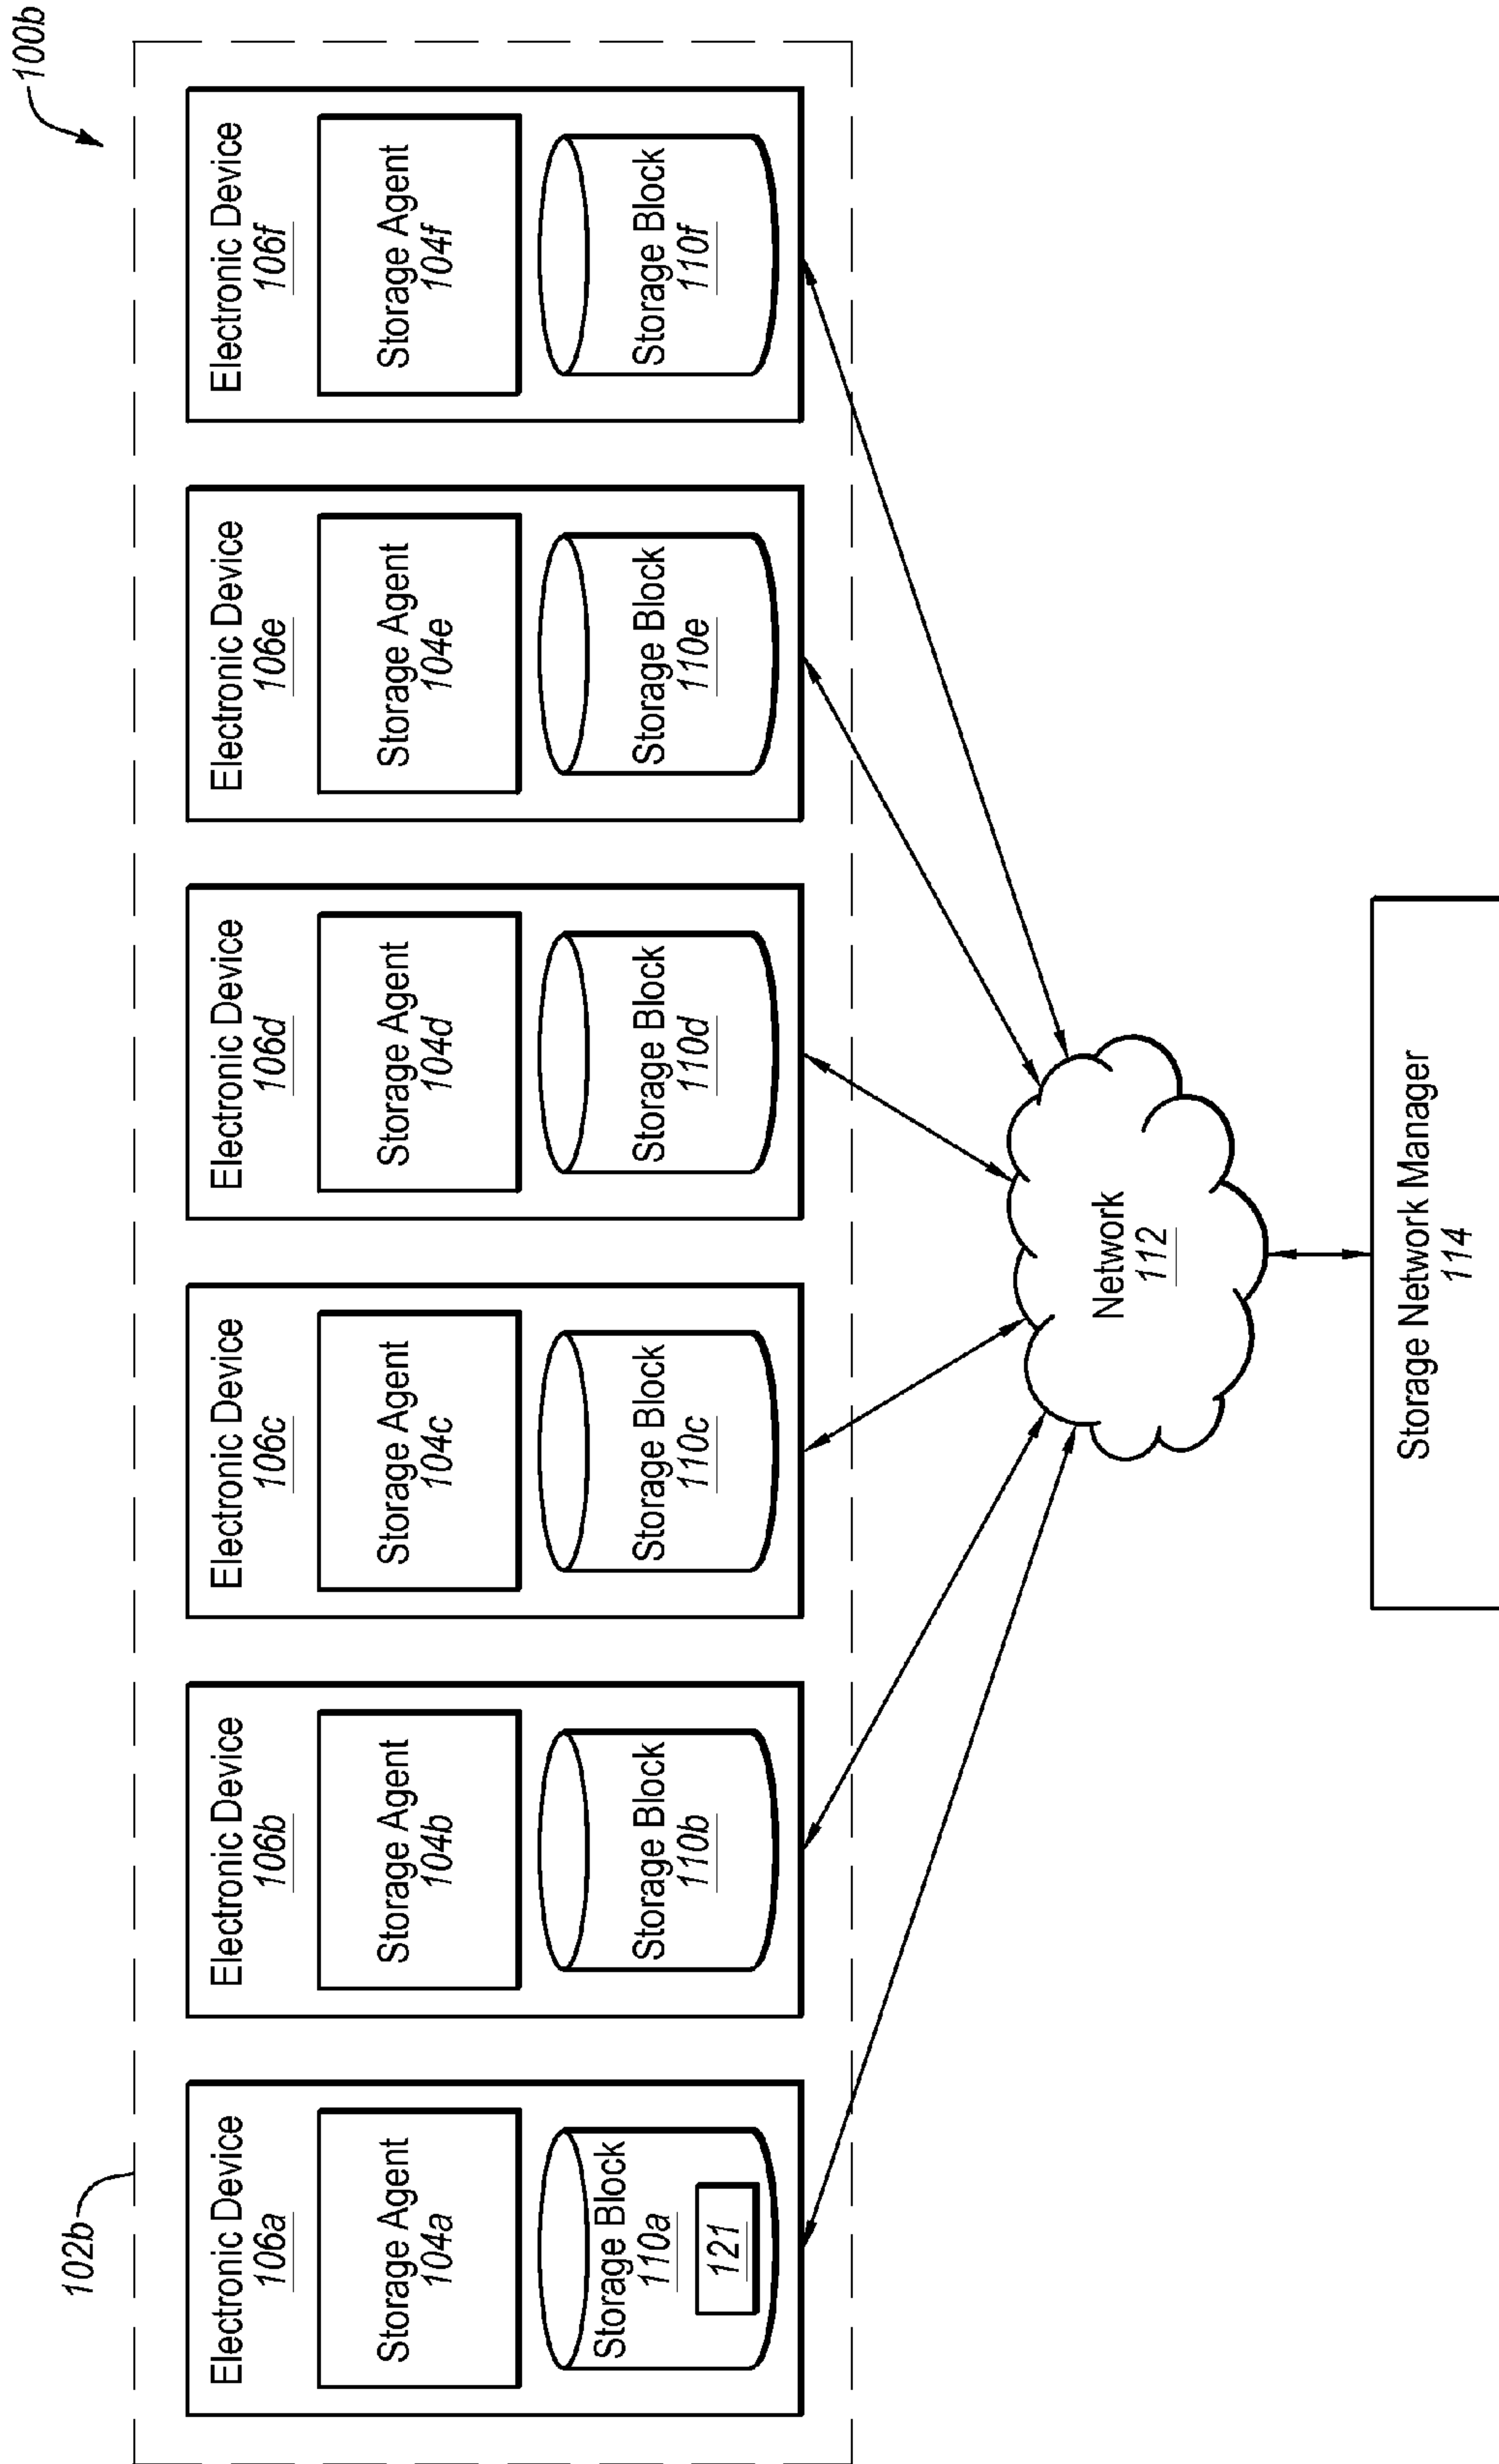 100b
102b
Electronic Device
106a
Storage Agent
104a
Storage Block
110a
121
Electronic Device
106b
Storage Agent
104b
Storage Block
110b
Electronic Device
106c
Storage Agent
104c
Storage Block
110c
Electronic Device
106d
Storage Agent
104d
Storage Block
110d
Electronic Device
106e
Storage Agent
104e
Storage Block
110e
Electronic Device
106f
Storage Agent
104f
Storage Block
110f
Network
112
Storage Network Manager
114